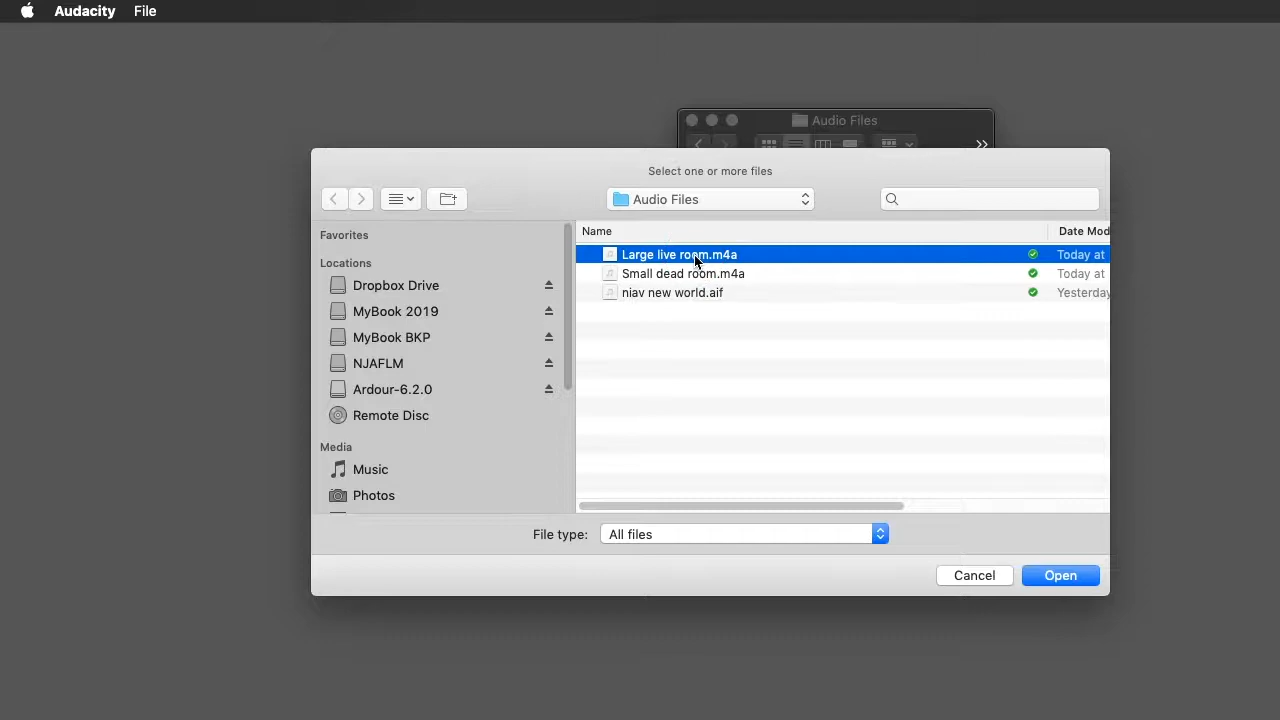 Audacity File
Audio Files
Select one or more files
Audio Files
Favorites
Locations
Dropbox Drive
MyBook 2019
MyBook BKP
NJAFLM
Ardour-6.2.0
Remote Disc
Media
Music
Photos
Name Date Mod
Large live room.m4a Today at
Small dead room.m4a Today at
niav new world.aif Yesterday
File type: All files
Cancel Open